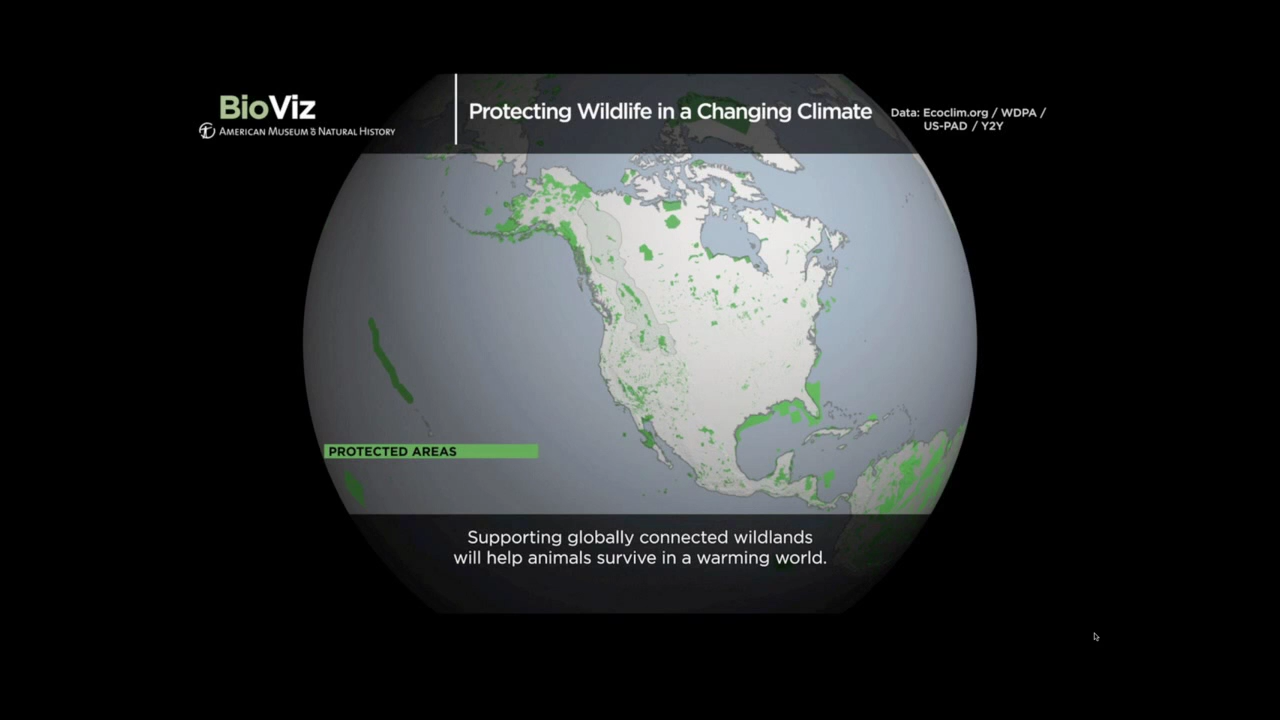 BioViz
AMERICAN MUSEUM & NATURAL HISTORY
Protecting Wildlife in a Changing Climate
Data: Ecoclim.org / WDPA /
US-PAD / Y2Y
PROTECTED AREAS
Supporting globally connected wildlands
will help animals survive in a warming world.